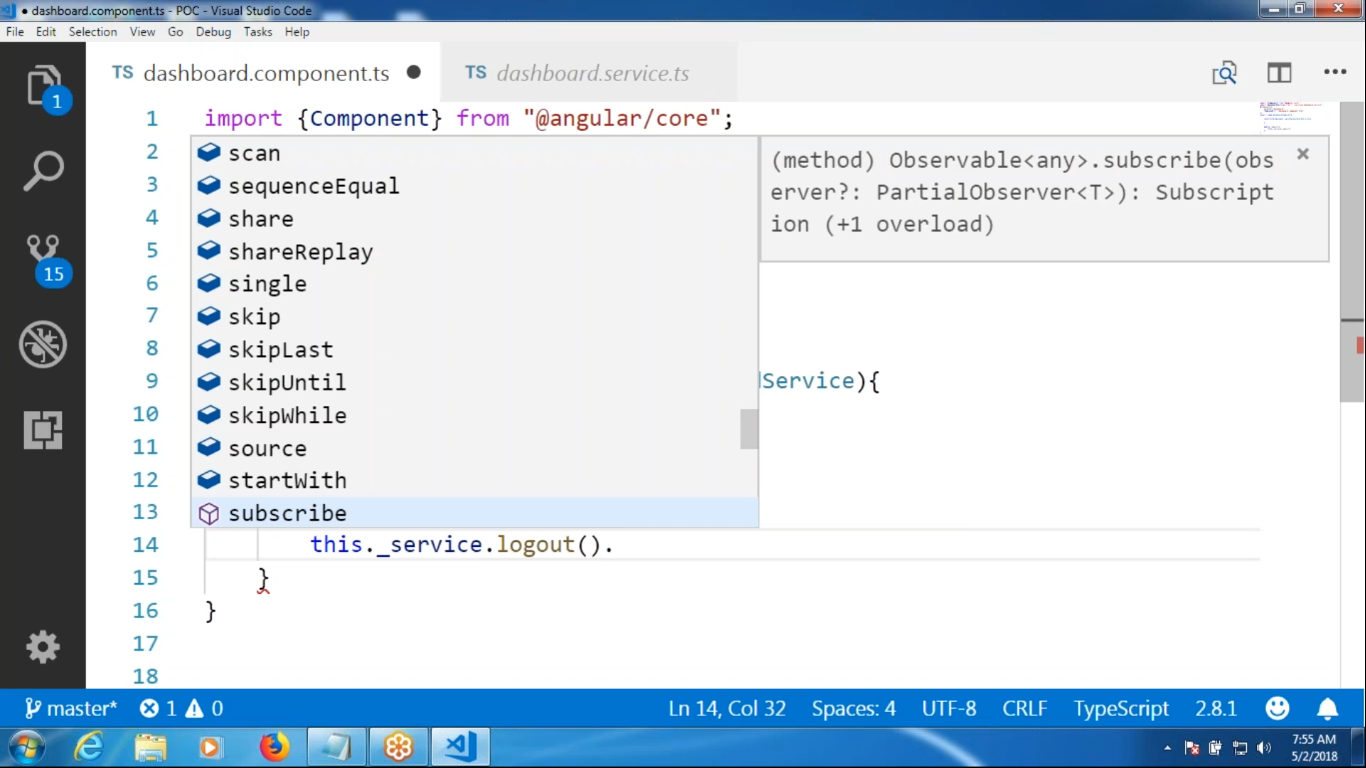 ● dashboard.component.ts - POC - Visual Studio Code
File Edit Selection View Go Debug Tasks Help
TS dashboard.component.ts ●
TS dashboard.service.ts
1
15
1 import {Component} from "@angular/core";
2
3
4
5
6
7
8
9 Service){
10
11
12
13
14 this._service.logout().
15 }
16 }
17
18
scan
sequenceEqual
share
shareReplay
single
skip
skipLast
skipUntil
skipWhile
source
startWith
subscribe
(method) Observable<any>.subscribe(obs
erver?: PartialObserver<T>): Subscript
ion (+1 overload)
master* 1 0 Ln 14, Col 32 Spaces: 4 UTF-8 CRLF TypeScript 2.8.1
7:55 AM
5/2/2018